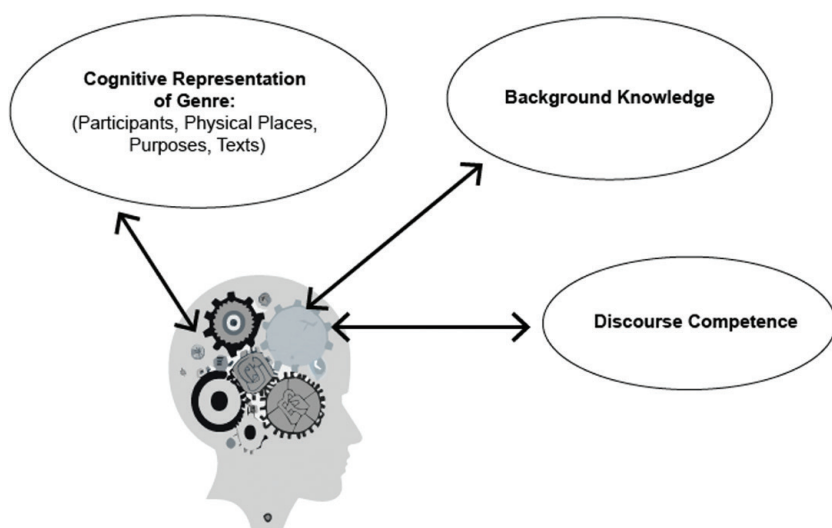 Cognitive Representation
of Genre:
(Participants, Physical Places,
Purposes, Texts)
Background Knowledge
Discourse Competence